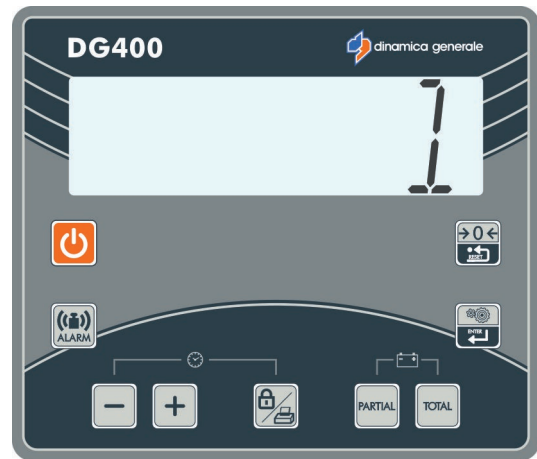 DG400
dinamica generale
1
→0←
RESET
ALARM
ENTER
− +
PARTIAL TOTAL